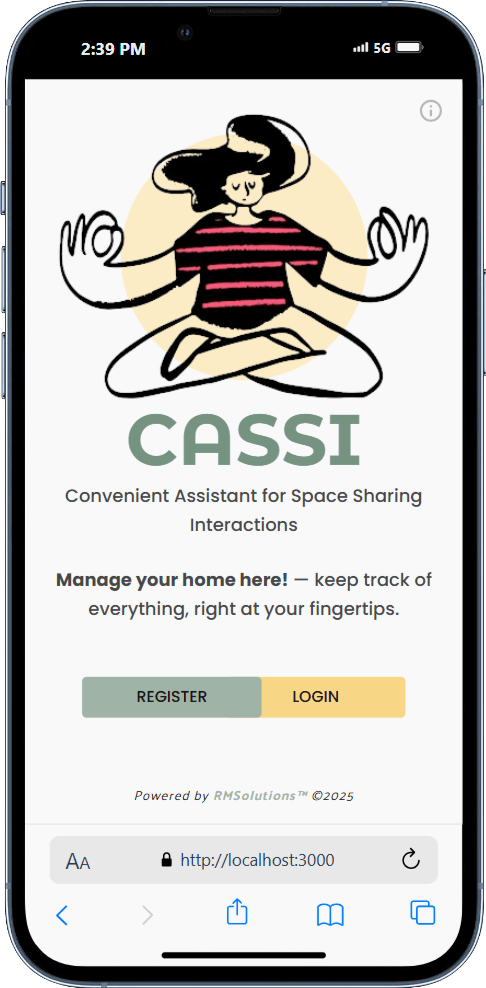 2:39 PM
5G
CASSI
Convenient Assistant for Space Sharing
Interactions
Manage your home here! — keep track of
everything, right at your fingertips.
REGISTER
LOGIN
Powered by RMSolutions™ ©2025
AA
http://localhost:3000